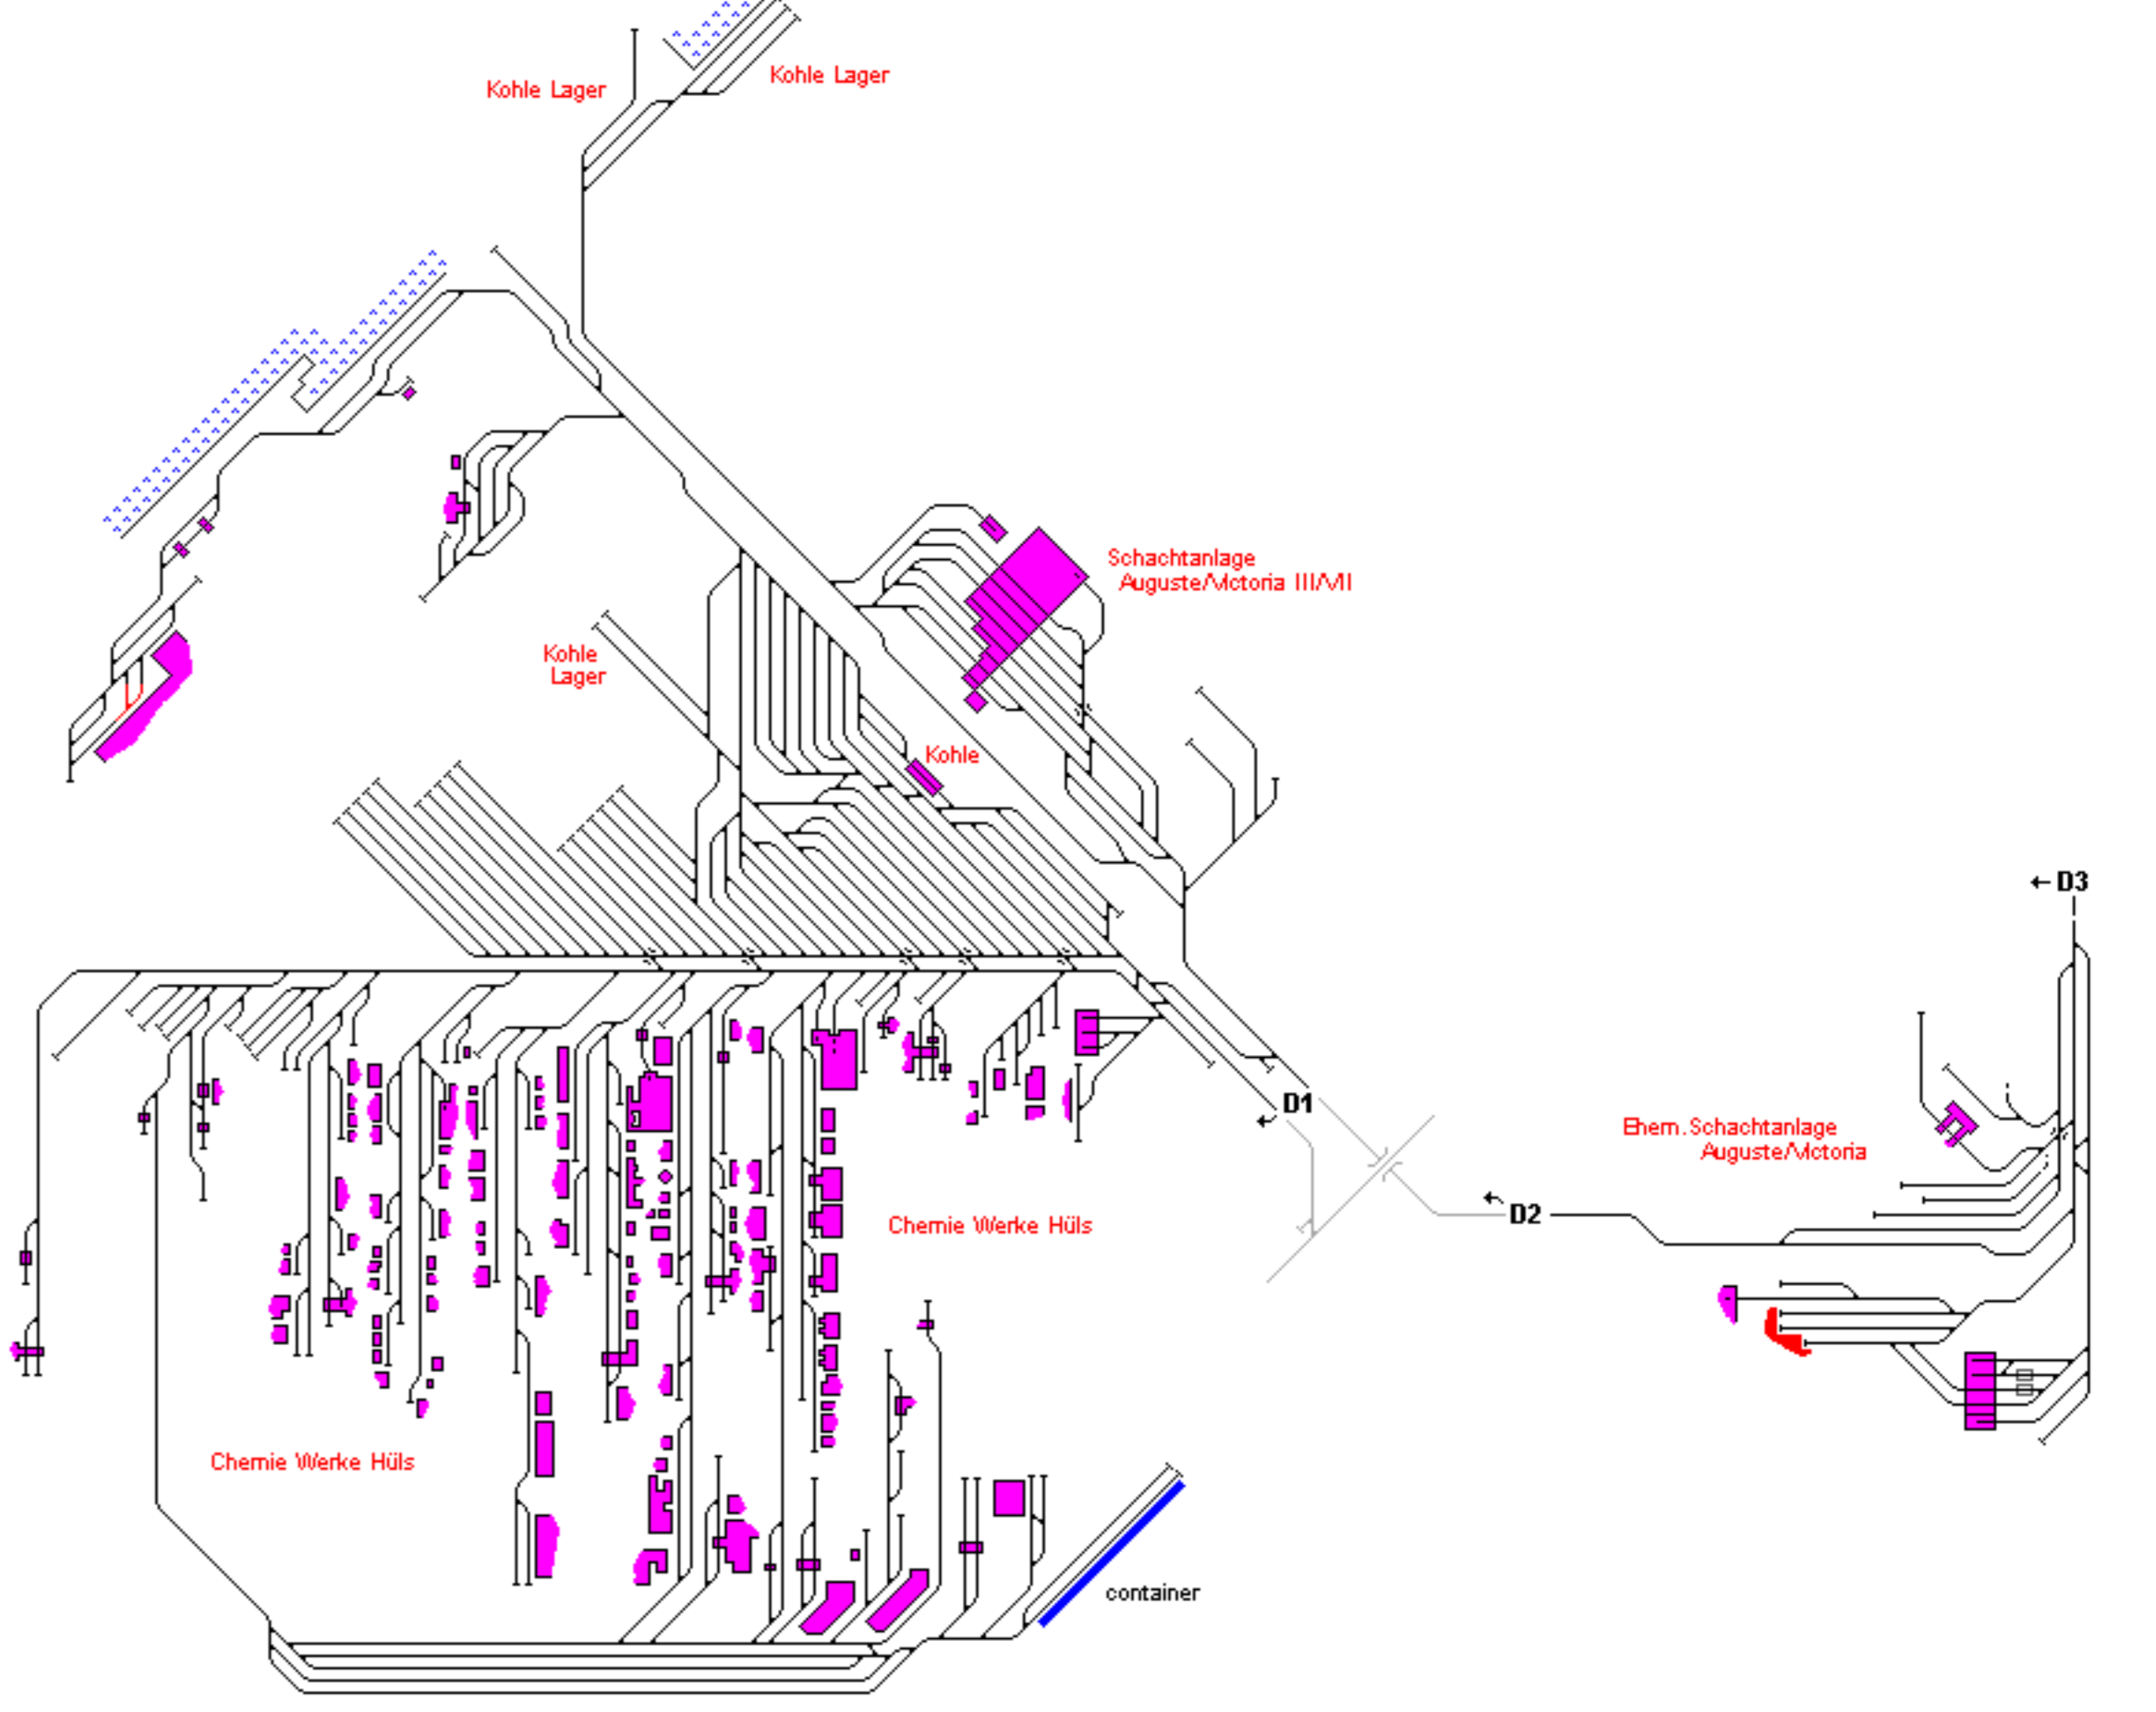 Kohle Lager
Kohle Lager
Schachtanlage
Auguste/Victoria III/VII
Kohle
Lager
Kohle
← D3
D1
←
Ehem. Schachtanlage
Auguste/Victoria
← D2
Chemie Werke Hüls
Chemie Werke Hüls
container